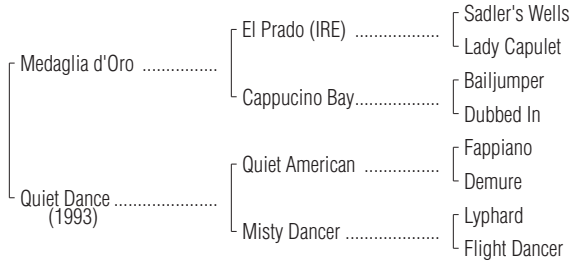 Sadler's Wells
El Prado (IRE) ..................
Lady Capulet
Medaglia d'Oro ................
Bailjumper
Cappucino Bay..................
Dubbed In
Fappiano
Quiet American ................
Demure
Quiet Dance ......................
(1993)
Lyphard
Misty Dancer ....................
Flight Dancer